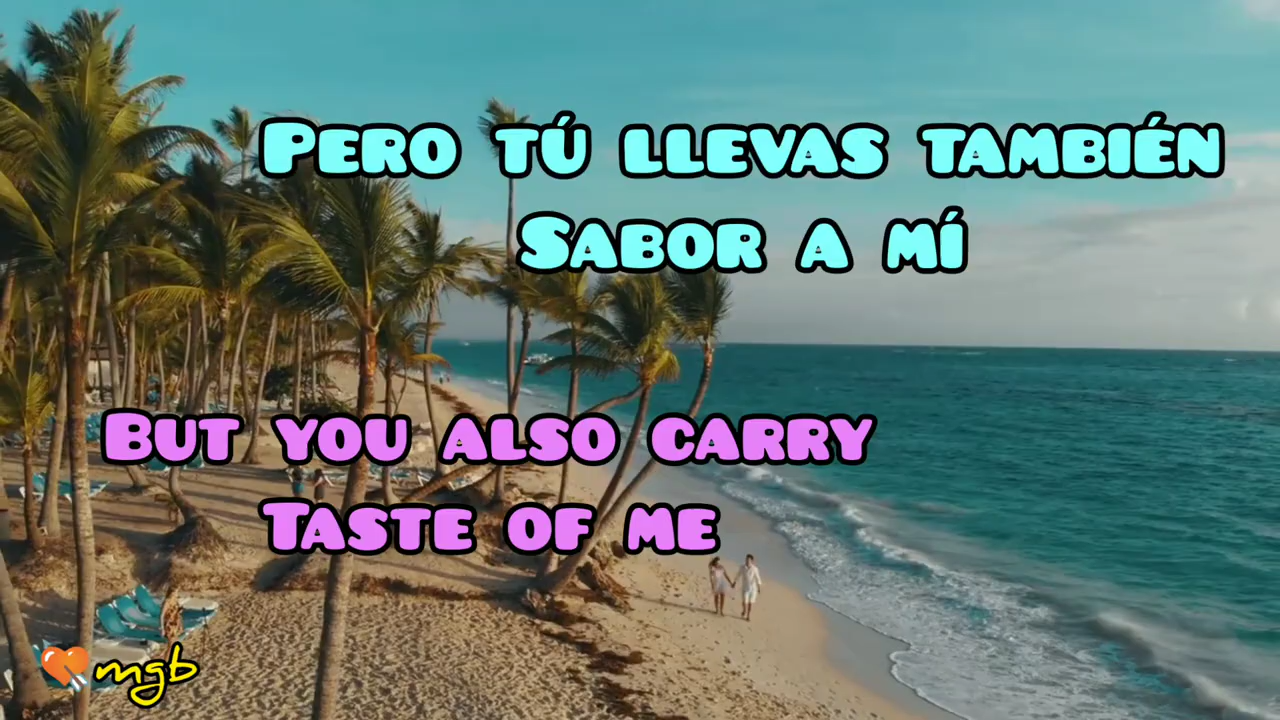 Pero tú llevas también
Sabor a mí
But you also carry
Taste of me
mgb